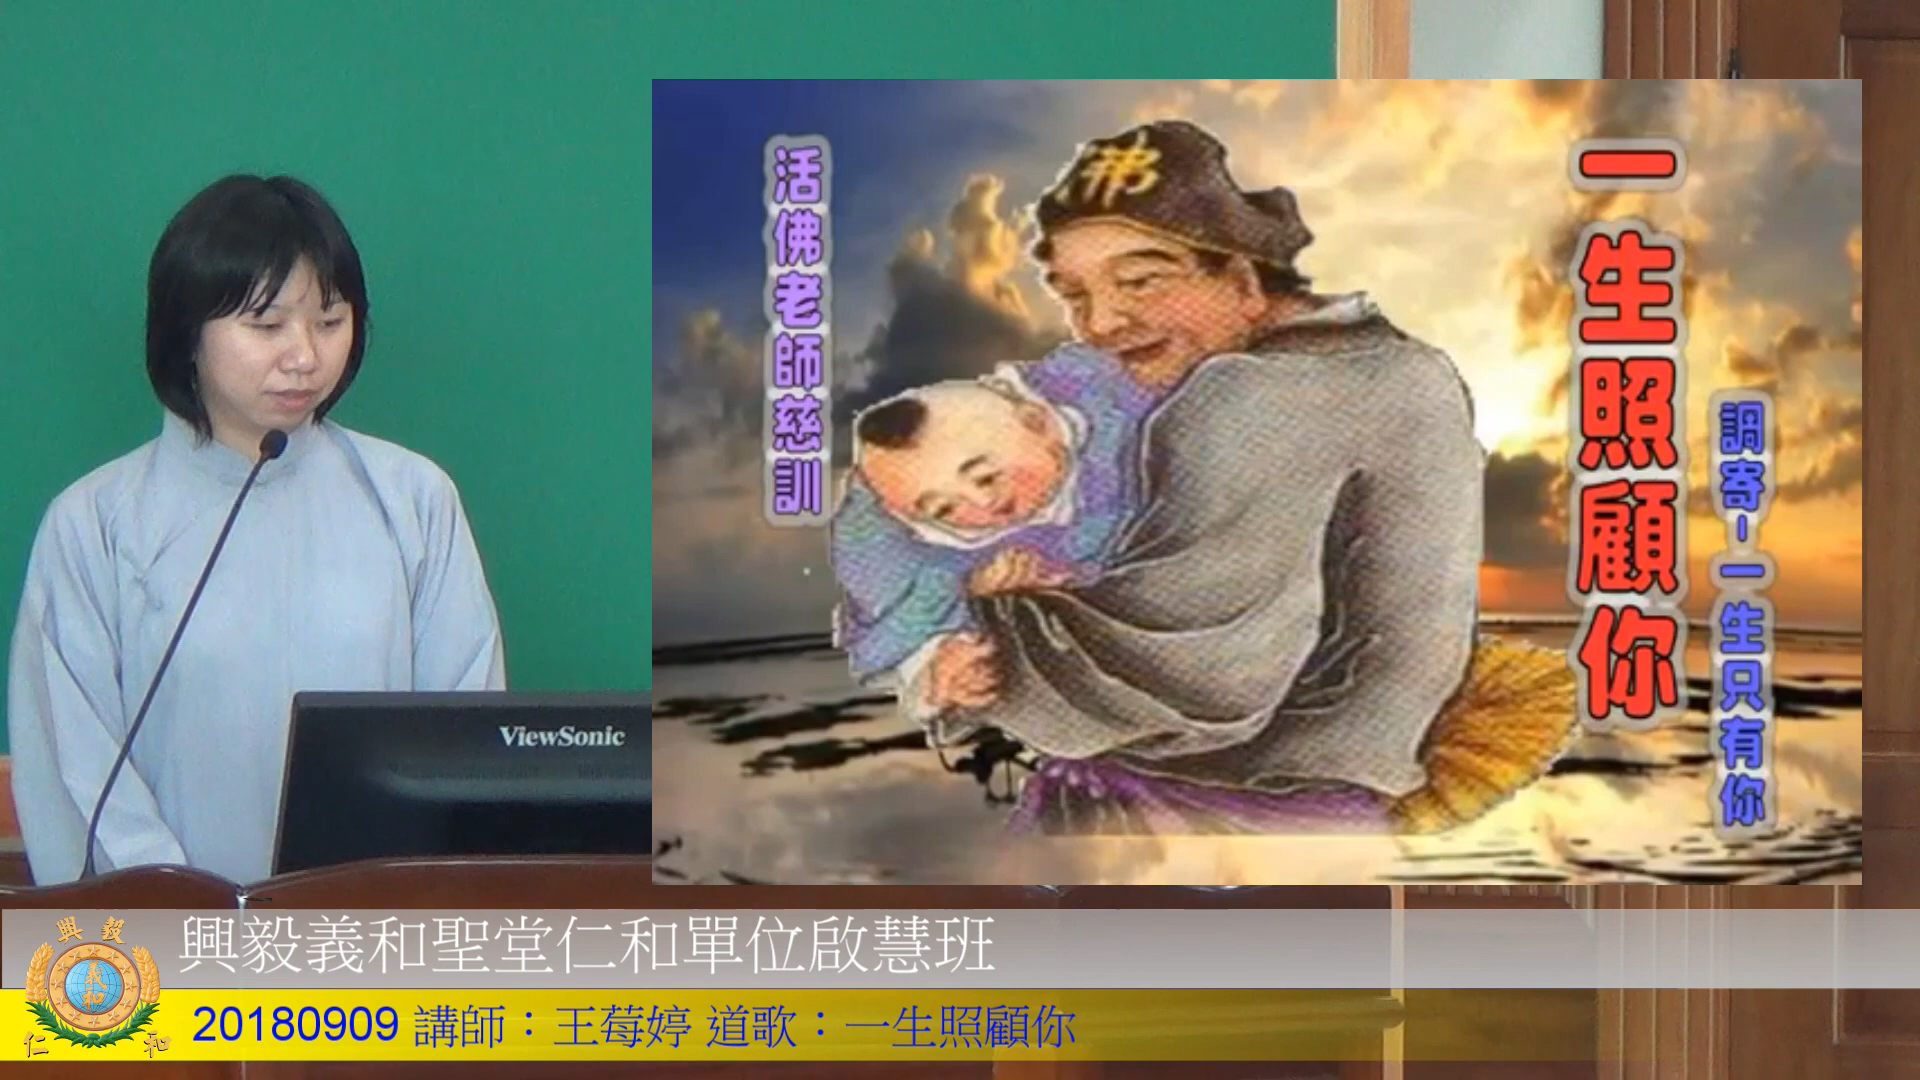 一生照顧你
調寄-一生只有你
活佛老師慈訓
佛
ViewSonic
興毅義和聖堂仁和單位啟慧班
20180909 講師：王莓婷 道歌：一生照顧你
興 毅
義和
仁 和